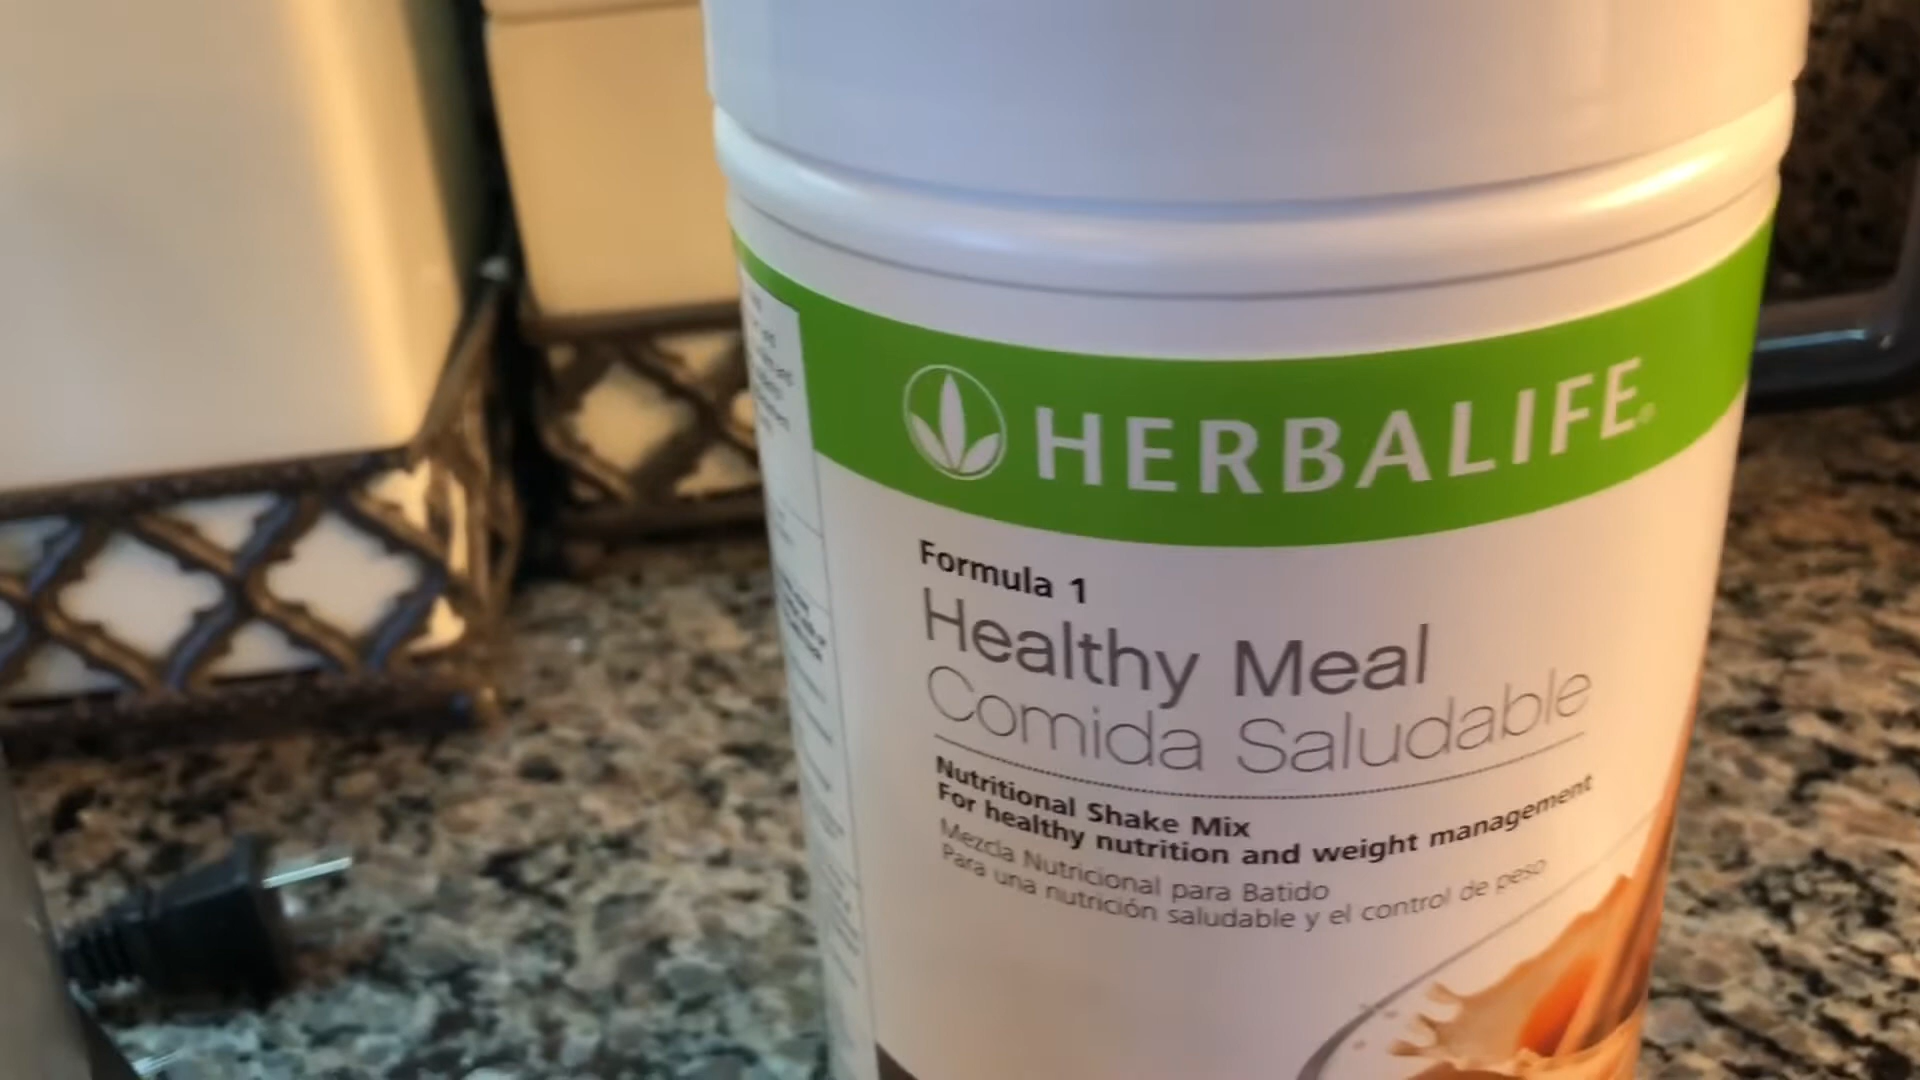 HERBALIFE®
Formula 1
Healthy Meal
Comida Saludable
Nutritional Shake Mix
For healthy nutrition and weight management
Mezcla Nutricional para Batido
Para una nutrición saludable y el control de peso